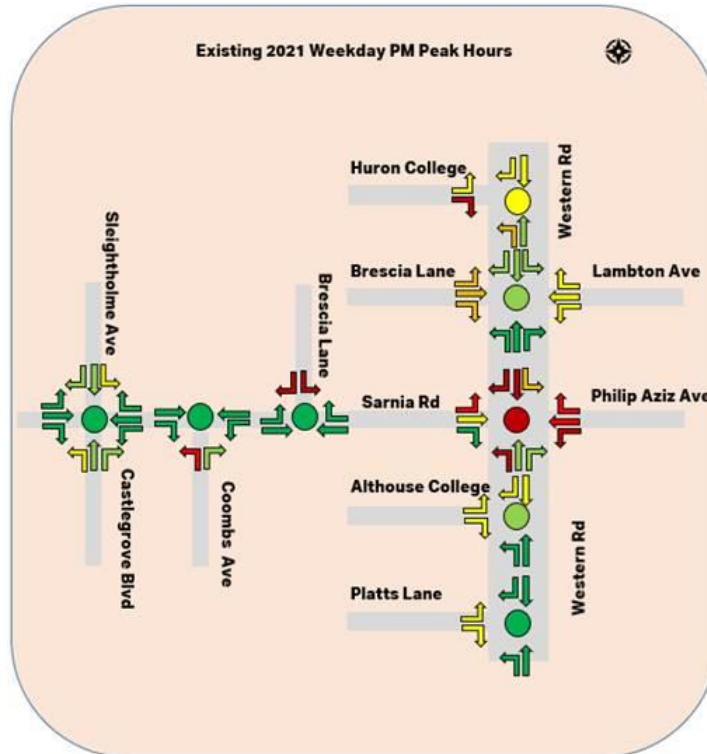 Existing 2021 Weekday PM Peak Hours
Huron College
Western Rd
Sleightholme Ave
Brescia Lane
Brescia Lane
Lambton Ave
Sarnia Rd
Philip Aziz Ave
Castlegrove Blvd
Coombs Ave
Althouse College
Western Rd
Platts Lane